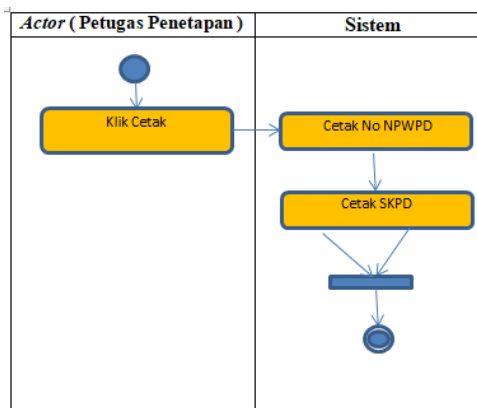 Actor ( Petugas Penetapan )
Sistem
Klik Cetak
Cetak No NPWPD
Cetak SKPD